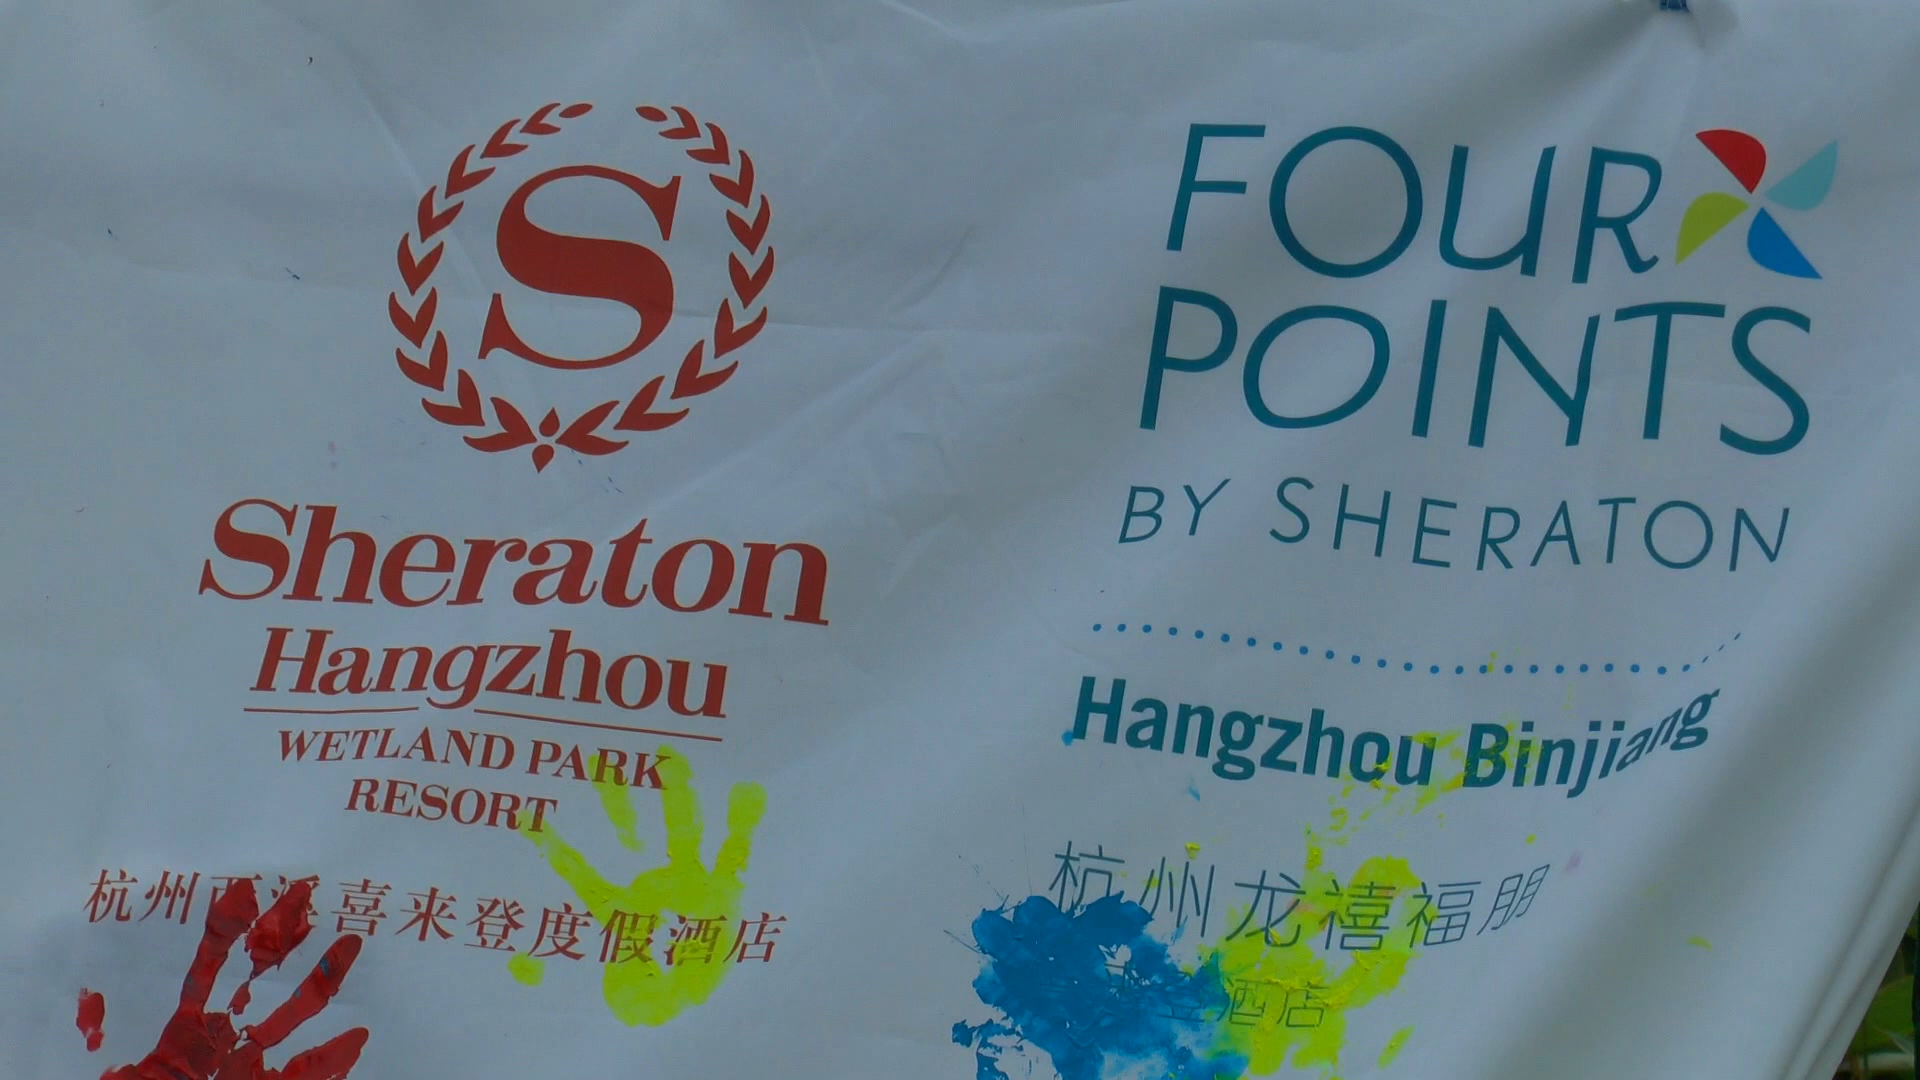 S
Sheraton
Hangzhou
WETLAND PARK
RESORT
杭州西溪喜来登度假酒店
FOUR
POINTS
BY SHERATON
Hangzhou Binjiang
杭州龙禧福朋
酒店